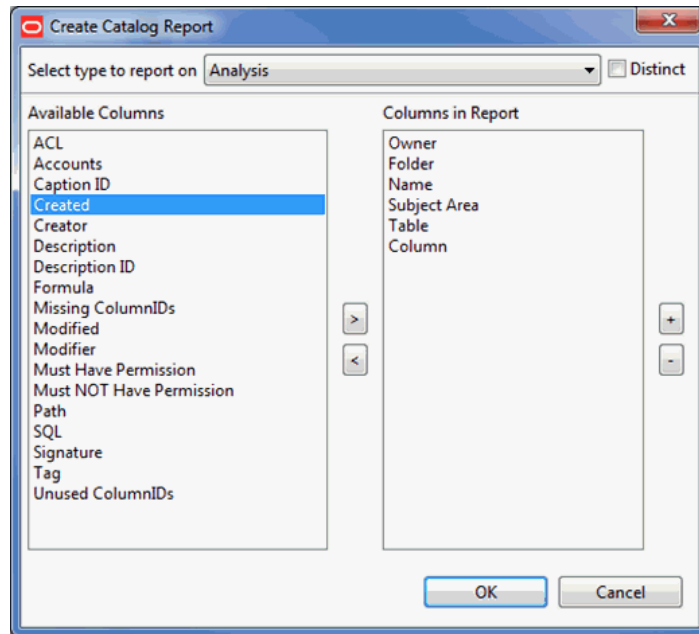 Create Catalog Report
Select type to report on Analysis Distinct
Available Columns
ACL
Accounts
Caption ID
Created
Creator
Description
Description ID
Formula
Missing ColumnIDs
Modified
Modifier
Must Have Permission
Must NOT Have Permission
Path
SQL
Signature
Tag
Unused ColumnIDs
>
<
Columns in Report
Owner
Folder
Name
Subject Area
Table
Column
+
-
OK Cancel